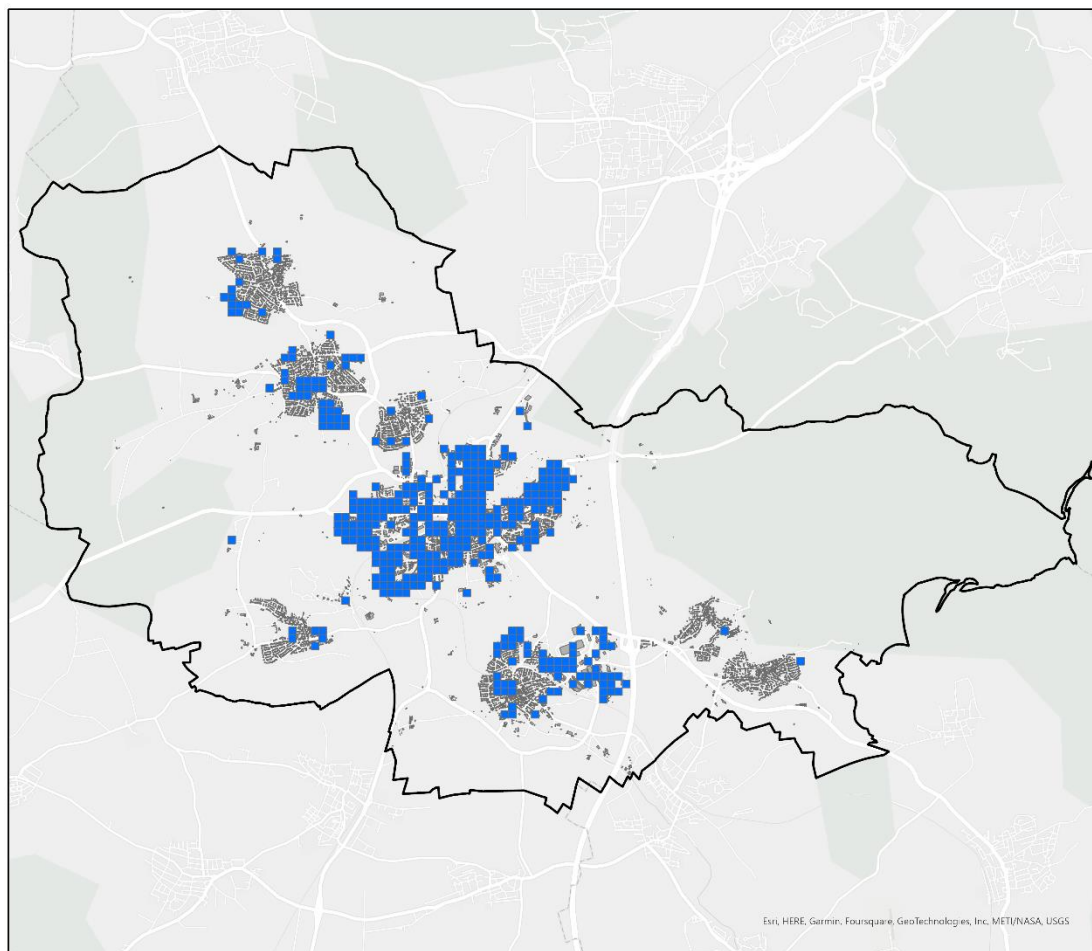 Esri, HERE, Garmin, Foursquare, GeoTechnologies, Inc, METI/NASA, USGS